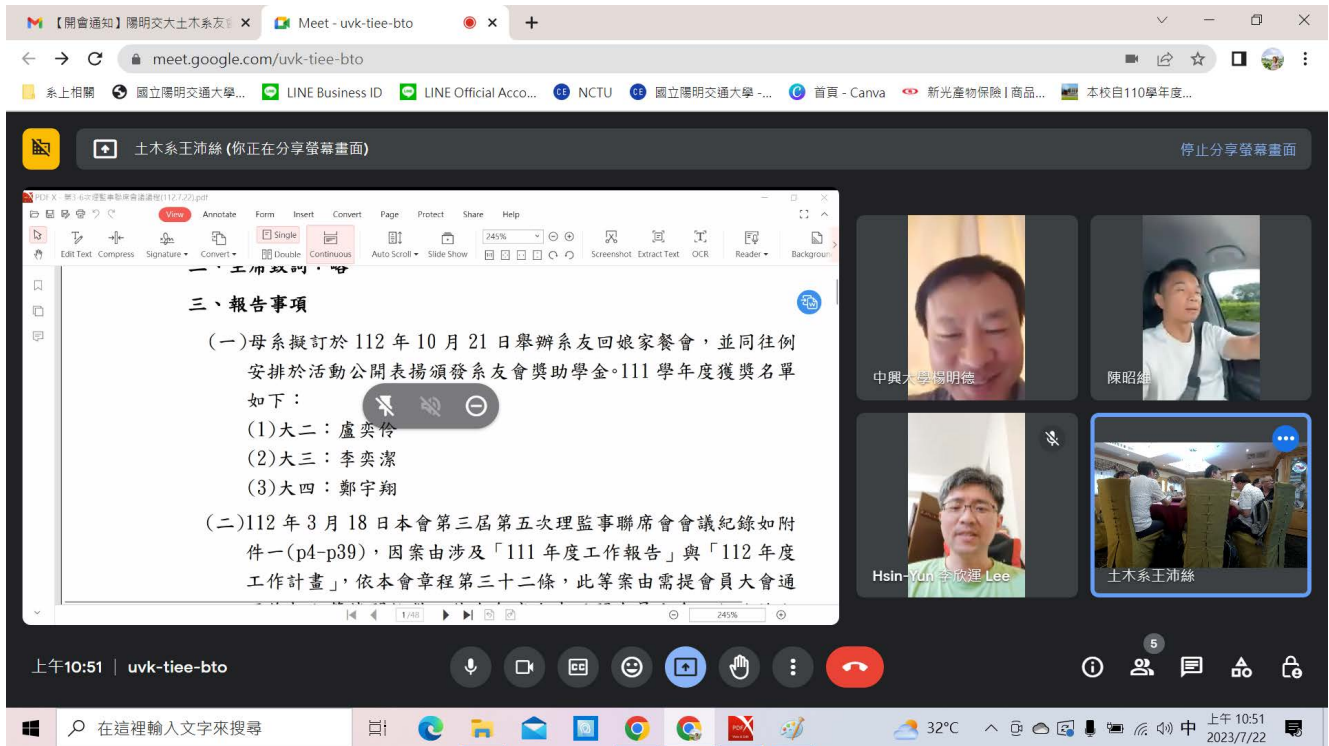 【開會通知】陽明交大土木系友
Meet - uvk-tiee-bto
meet.google.com/uvk-tiee-bto
系上相關
國立陽明交通大學...
LINE Business ID
LINE Official Acco...
NCTU
國立陽明交通大學 -...
首頁 - Canva
新光產物保險 | 商品...
本校自110學年度...
土木系王沛絲 (你正在分享螢幕畫面)
停止分享螢幕畫面
View Annotate Form Insert Convert Page Protect Share Help
Edit Text Compress Signature Convert
Single
Double
Continuous
Auto Scroll
Slide Show
245%
Screenshot Extract Text OCR Reader Backgroun
三、報告事項
(一)母系擬訂於 112 年 10 月 21 日舉辦系友回娘家餐會，並同往例
安排於活動公開表揚頒發系友會獎助學金。111 學年度獲獎名單
如下：
(1)大二：盧奕伶
(2)大三：李奕潔
(3)大四：鄭宇翔
(二)112 年 3 月 18 日本會第三屆第五次理監事聯席會會議紀錄如附
件一(p4-p39)，因案由涉及「111 年度工作報告」與「112 年度
工作計畫」，依本會章程第三十二條，此等案由需提會員大會通
1/48
245%
中興大學楊明德
陳昭維
Hsin-Yun 李欣運 Lee
土木系王沛絲
上午10:51 | uvk-tiee-bto
5
在這裡輸入文字來搜尋
32°C
中
上午 10:51
2023/7/22